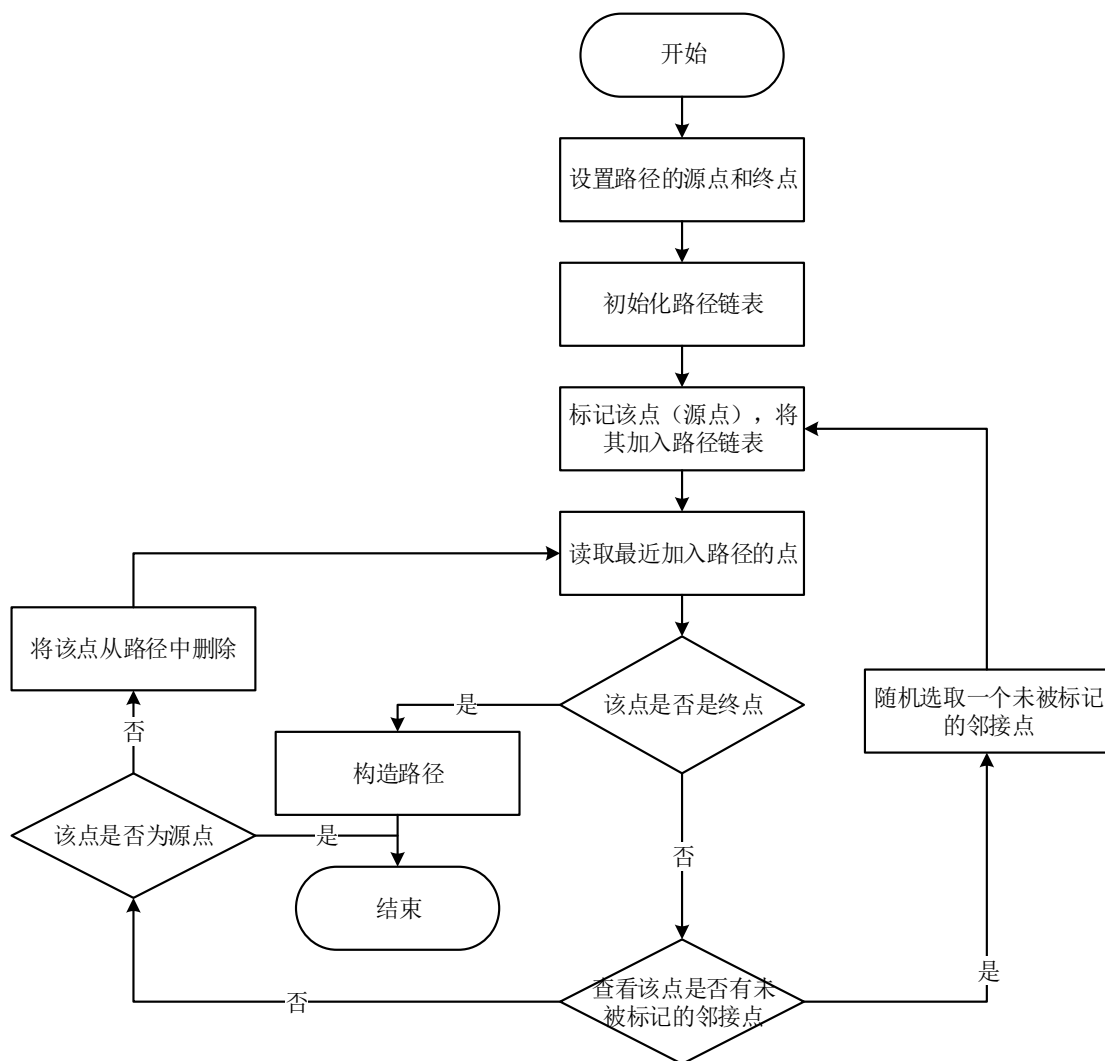 开始
设置路径的源点和终点
初始化路径链表
标记该点（源点），将
其加入路径链表
读取最近加入路径的点
将该点从路径中删除
该点是否是终点
是
随机选取一个未被标记
的邻接点
否
构造路径
该点是否为源点
是
否
结束
是
查看该点是否有未
被标记的邻接点
否